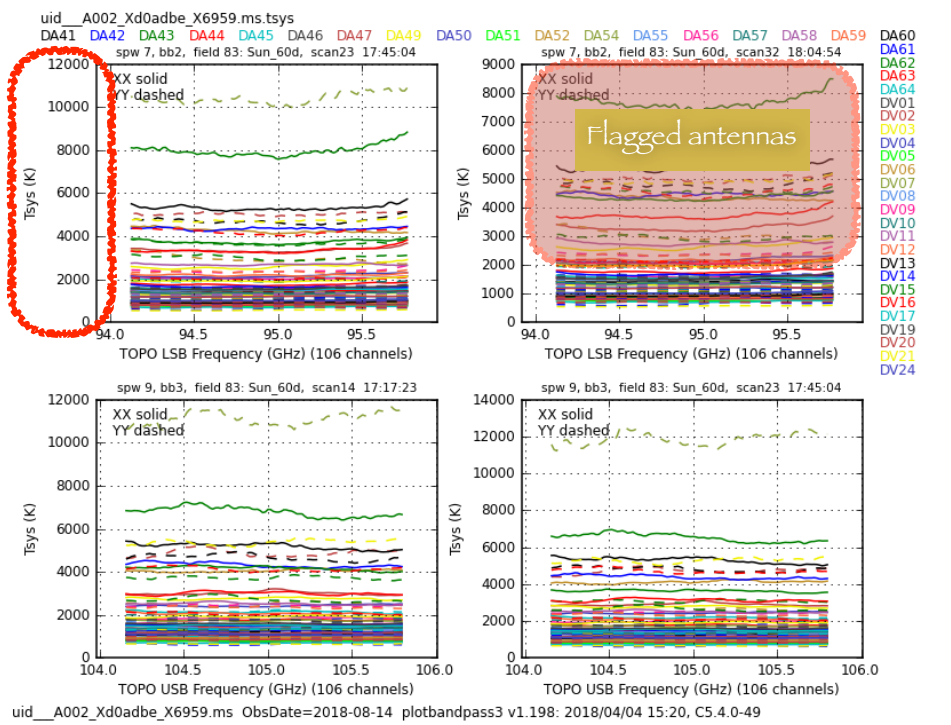 uid___A002_Xd0adbe_X6959.ms.tsys
DA41 DA42 DA43 DA44 DA45 DA46 DA47 DA49 DA50 DA51 DA52 DA54 DA55 DA56 DA57 DA58 DA59 DA60
DA61
DA62
DA63
DA64
DV01
DV02
DV03
DV04
DV05
DV06
DV07
DV08
DV09
DV10
DV11
DV12
DV13
DV14
DV15
DV16
DV17
DV19
DV20
DV21
DV24
spw 7, bb2, field 83: Sun_60d, scan23 17:45:04
12000
10000
8000
6000
4000
2000
0
Tsys (K)
XX solid
YY dashed
94.0 94.5 95.0 95.5
TOPO LSB Frequency (GHz) (106 channels)
spw 7, bb2, field 83: Sun_60d, scan32 18:04:54
9000
8000
7000
6000
5000
4000
3000
2000
1000
0
Tsys (K)
XX solid
YY dashed
Flagged antennas
94.0 94.5 95.0 95.5
TOPO LSB Frequency (GHz) (106 channels)
spw 9, bb3, field 83: Sun_60d, scan14 17:17:23
12000
10000
8000
6000
4000
2000
0
Tsys (K)
XX solid
YY dashed
104.0 104.5 105.0 105.5 106.0
TOPO USB Frequency (GHz) (106 channels)
spw 9, bb3, field 83: Sun_60d, scan23 17:45:04
14000
12000
10000
8000
6000
4000
2000
0
Tsys (K)
XX solid
YY dashed
104.0 104.5 105.0 105.5 106.0
TOPO USB Frequency (GHz) (106 channels)
uid___A002_Xd0adbe_X6959.ms ObsDate=2018-08-14 plotbandpass3 v1.198: 2018/04/04 15:20, C5.4.0-49